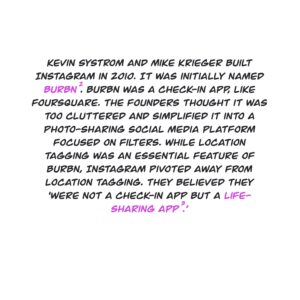 KEVIN SYSTROM AND MIKE KRIEGER BUILT
INSTAGRAM IN 2010. IT WAS INITIALLY NAMED
BURBN². BURBN WAS A CHECK-IN APP, LIKE
FOURSQUARE. THE FOUNDERS THOUGHT IT WAS
TOO CLUTTERED AND SIMPLIFIED IT INTO A
PHOTO-SHARING SOCIAL MEDIA PLATFORM
FOCUSED ON FILTERS. WHILE LOCATION
TAGGING WAS AN ESSENTIAL FEATURE OF
BURBN, INSTAGRAM PIVOTED AWAY FROM
LOCATION TAGGING. THEY BELIEVED THEY
'WERE NOT A CHECK-IN APP BUT A LIFE-
SHARING APP³.'